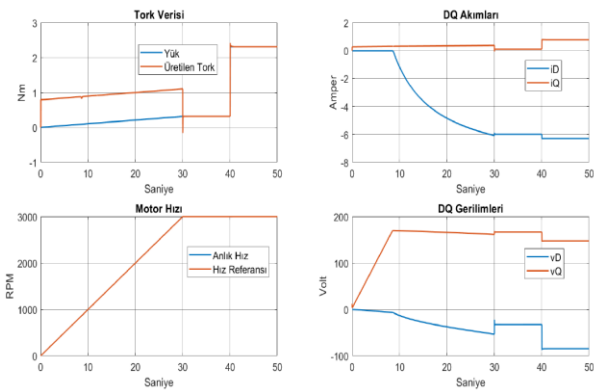 Tork Verisi
3
2
1
0
-1
Nm
Yük
Üretilen Tork
0 10 20 30 40 50
Saniye
DQ Akımları
2
0
-2
-4
-6
-8
Amper
iD
iQ
0 10 20 30 40 50
Saniye
Motor Hızı
3000
2000
1000
0
RPM
Anlık Hız
Hız Referansı
0 10 20 30 40 50
Saniye
DQ Gerilimleri
200
100
0
-100
Volt
vD
vQ
0 10 20 30 40 50
Saniye